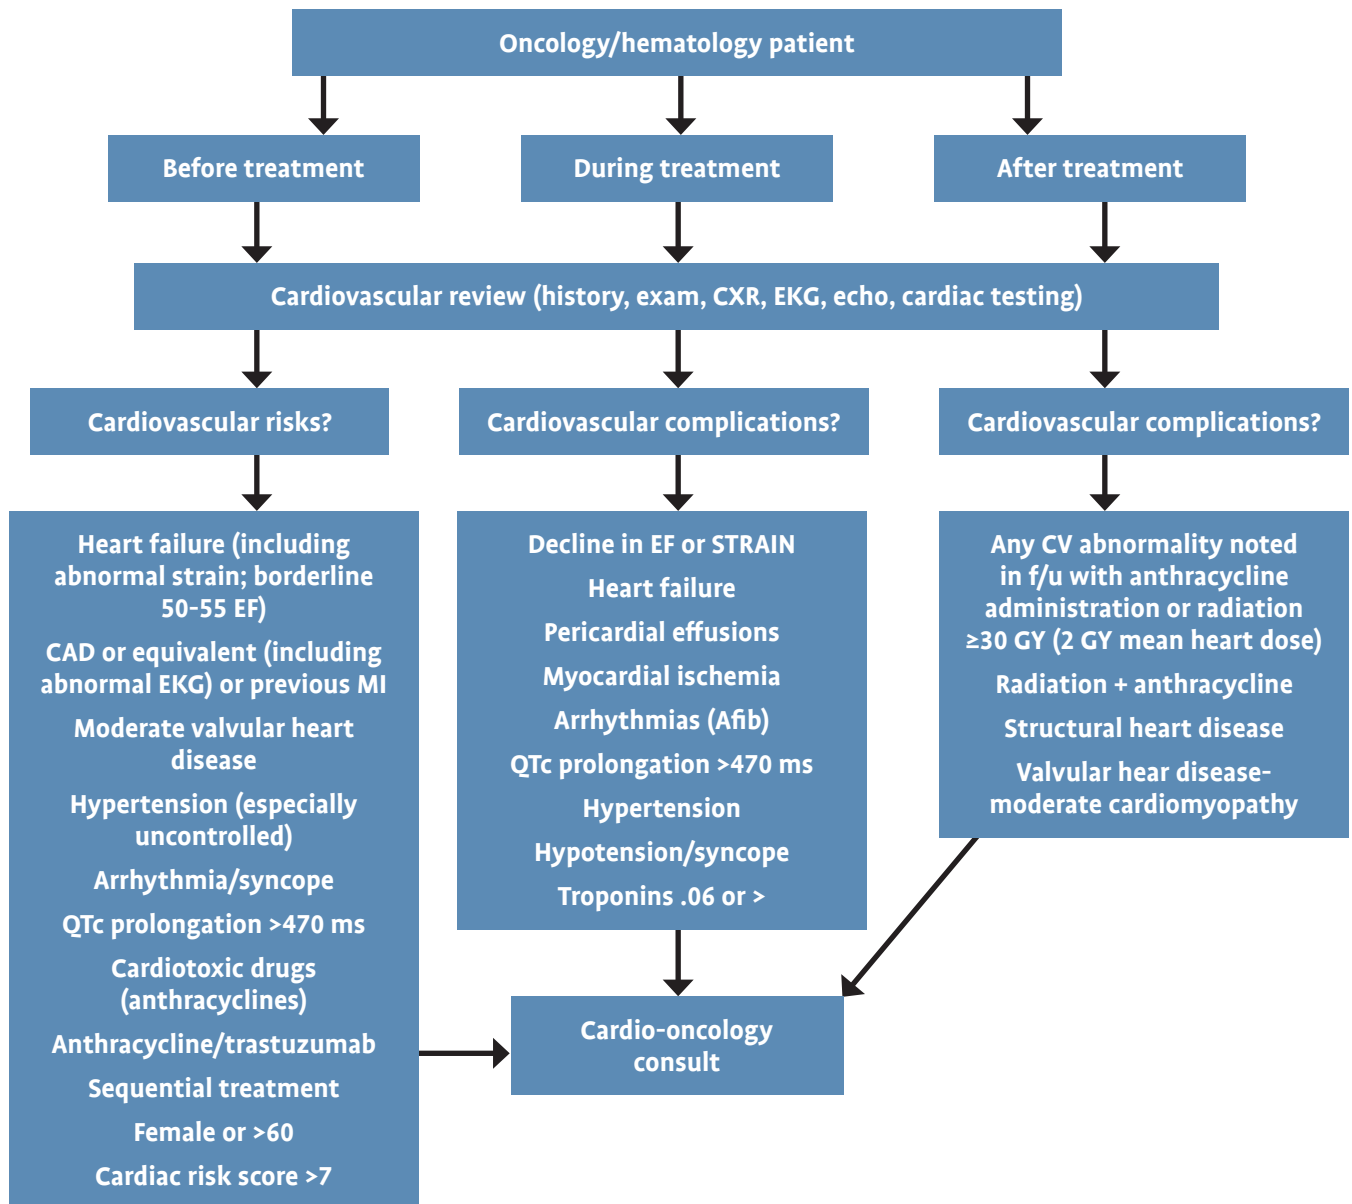 Oncology/hematology patient
Before treatment
During treatment
After treatment
Cardiovascular review (history, exam, CXR, EKG, echo, cardiac testing)
Cardiovascular risks?
Cardiovascular complications?
Cardiovascular complications?
Heart failure (including
abnormal strain; borderline
50-55 EF)
CAD or equivalent (including
abnormal EKG) or previous MI
Moderate valvular heart
disease
Hypertension (especially
uncontrolled)
Arrhythmia/syncope
QTc prolongation >470 ms
Cardiotoxic drugs
(anthracyclines)
Anthracycline/trastuzumab
Sequential treatment
Female or >60
Cardiac risk score >7
Decline in EF or STRAIN
Heart failure
Pericardial effusions
Myocardial ischemia
Arrhythmias (Afib)
QTc prolongation >470 ms
Hypertension
Hypotension/syncope
Troponins .06 or >
Any CV abnormality noted
in f/u with anthracycline
administration or radiation
≥30 GY (2 GY mean heart dose)
Radiation + anthracycline
Structural heart disease
Valvular hear disease-
moderate cardiomyopathy
Cardio-oncology
consult